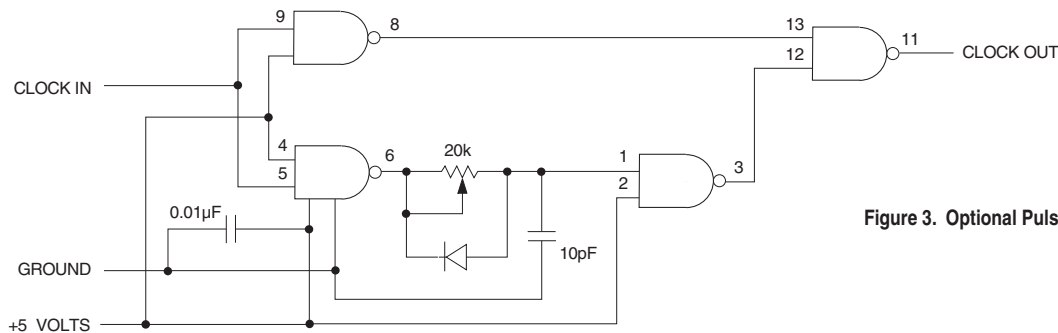 9
8
13
12
11
CLOCK OUT
CLOCK IN
4
5
6
20k
1
2
3
0.01µF
10pF
Figure 3. Optional Puls
GROUND
+5 VOLTS